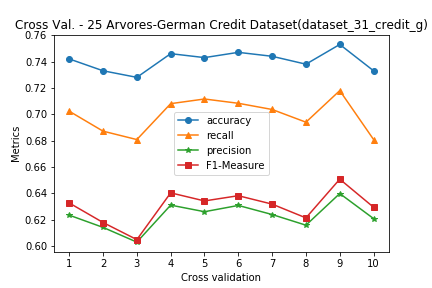 Cross Val. - 25 Arvores-German Credit Dataset(dataset_31_credit_g)
0.76
0.74
0.72
0.70
0.68
0.66
0.64
0.62
0.60
Metrics
accuracy
recall
precision
F1-Measure
1 2 3 4 5 6 7 8 9 10
Cross validation